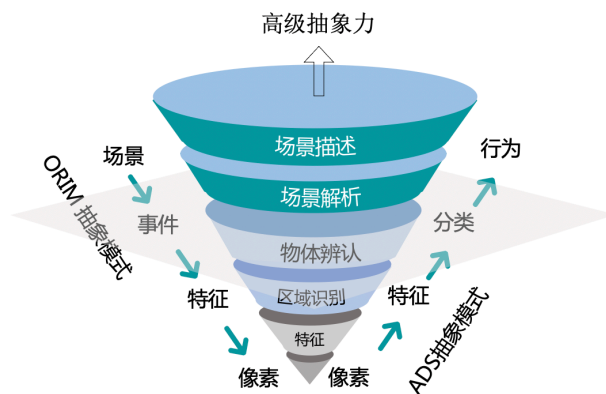 高级抽象力
场景描述
场景
行为
ORIM 抽象模式
场景解析
事件
分类
物体辨认
特征
区域识别
特征
特征
像素
像素
ADS抽象模式